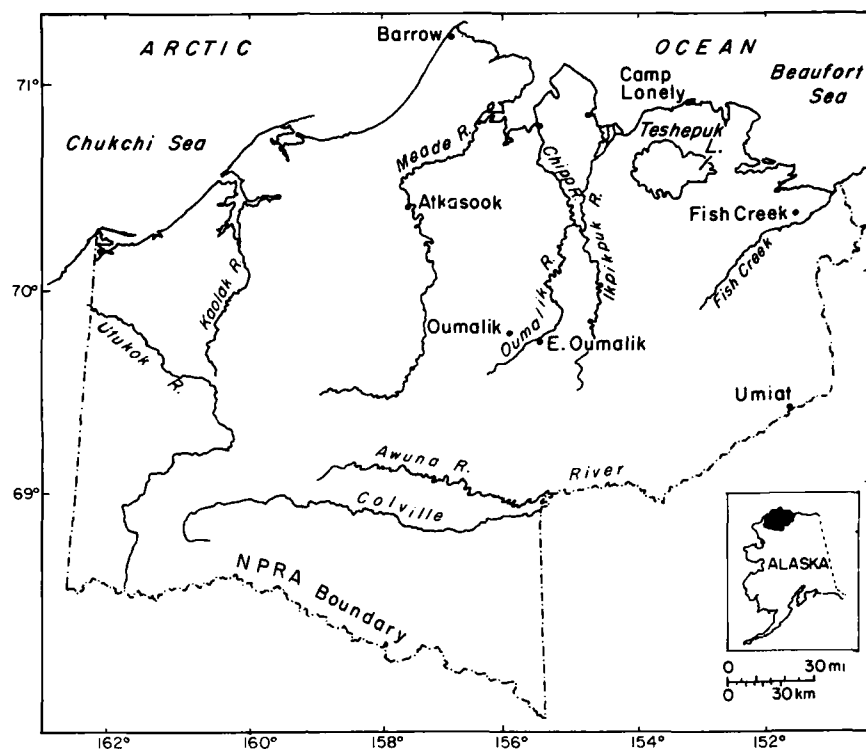 ARCTIC
OCEAN
Barrow
71°
Camp
Lonely
Beaufort
Sea
Chukchi Sea
Meade R.
Teshepuk
L.
Chipp R.
Ikpikpuk R.
Atkasook
Fish Creek
Fish Creek
Kaolak R.
70°
Utukok
R.
Oumalik
Oumalik R.
E. Oumalik
Umiat
Awuna R.
River
69°
Colville
NPRA Boundary
ALASKA
0 30 mi
0 30 km
162° 160° 158° 156° 154° 152°